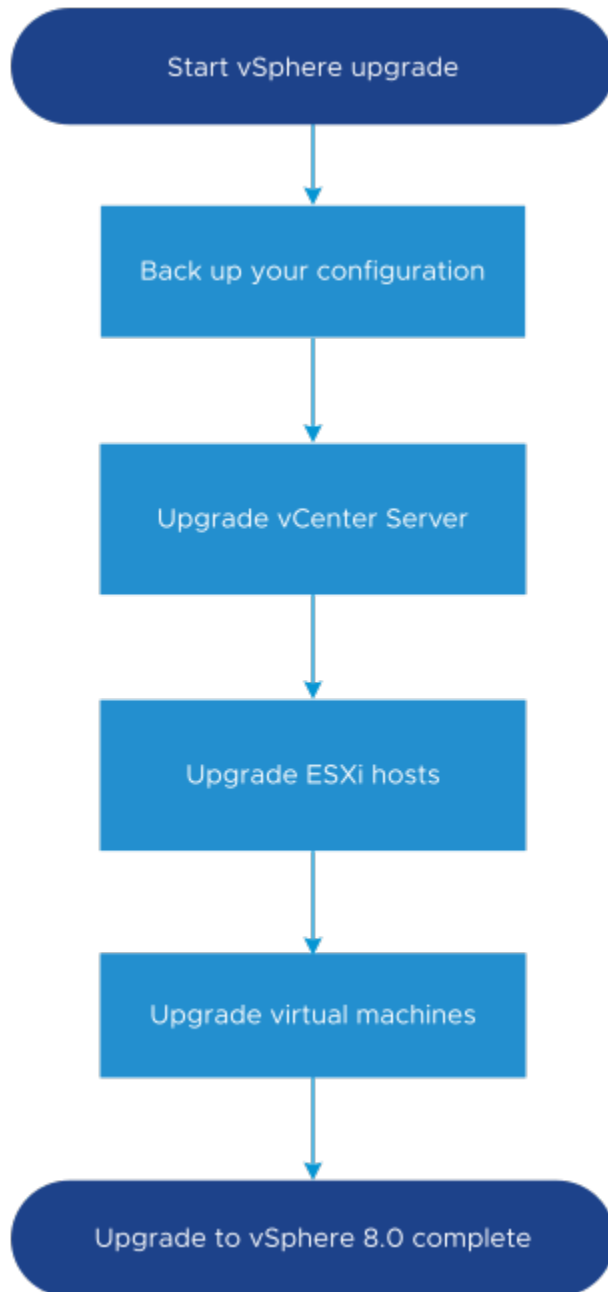 Start vSphere upgrade
Back up your configuration
Upgrade vCenter Server
Upgrade ESXi hosts
Upgrade virtual machines
Upgrade to vSphere 8.0 complete